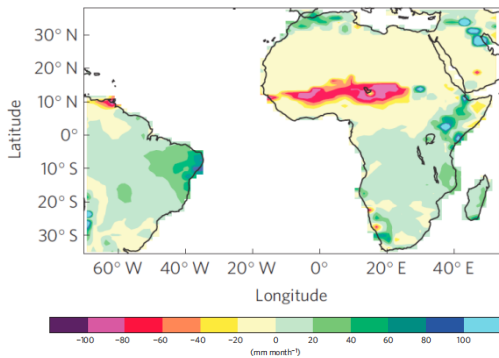 30° N
20° N
10° N
0°
10° S
20° S
30° S
Latitude
60° W 40° W 20° W 0° 20° E 40° E
Longitude
−100 −80 −60 −40 −20 0 20 40 60 80 100
(mm month⁻¹)